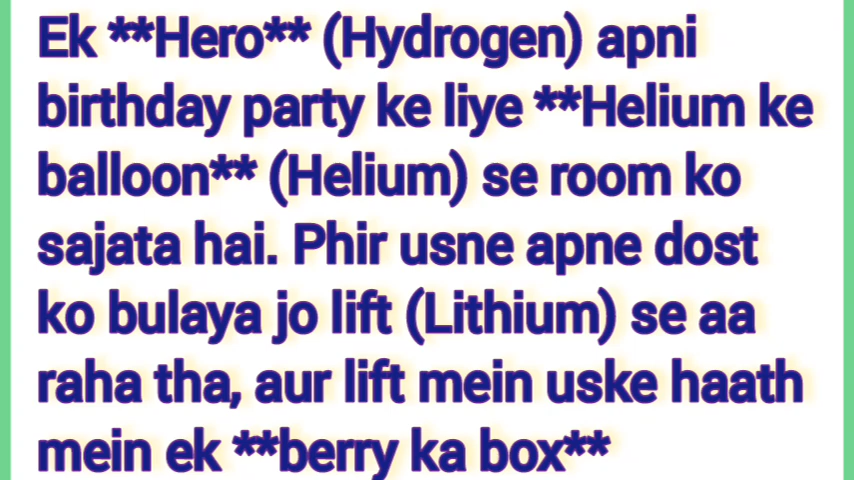 Ek **Hero** (Hydrogen) apni
birthday party ke liye **Helium ke
balloon** (Helium) se room ko
sajata hai. Phir usne apne dost
ko bulaya jo lift (Lithium) se aa
raha tha, aur lift mein uske haath
mein ek **berry ka box**